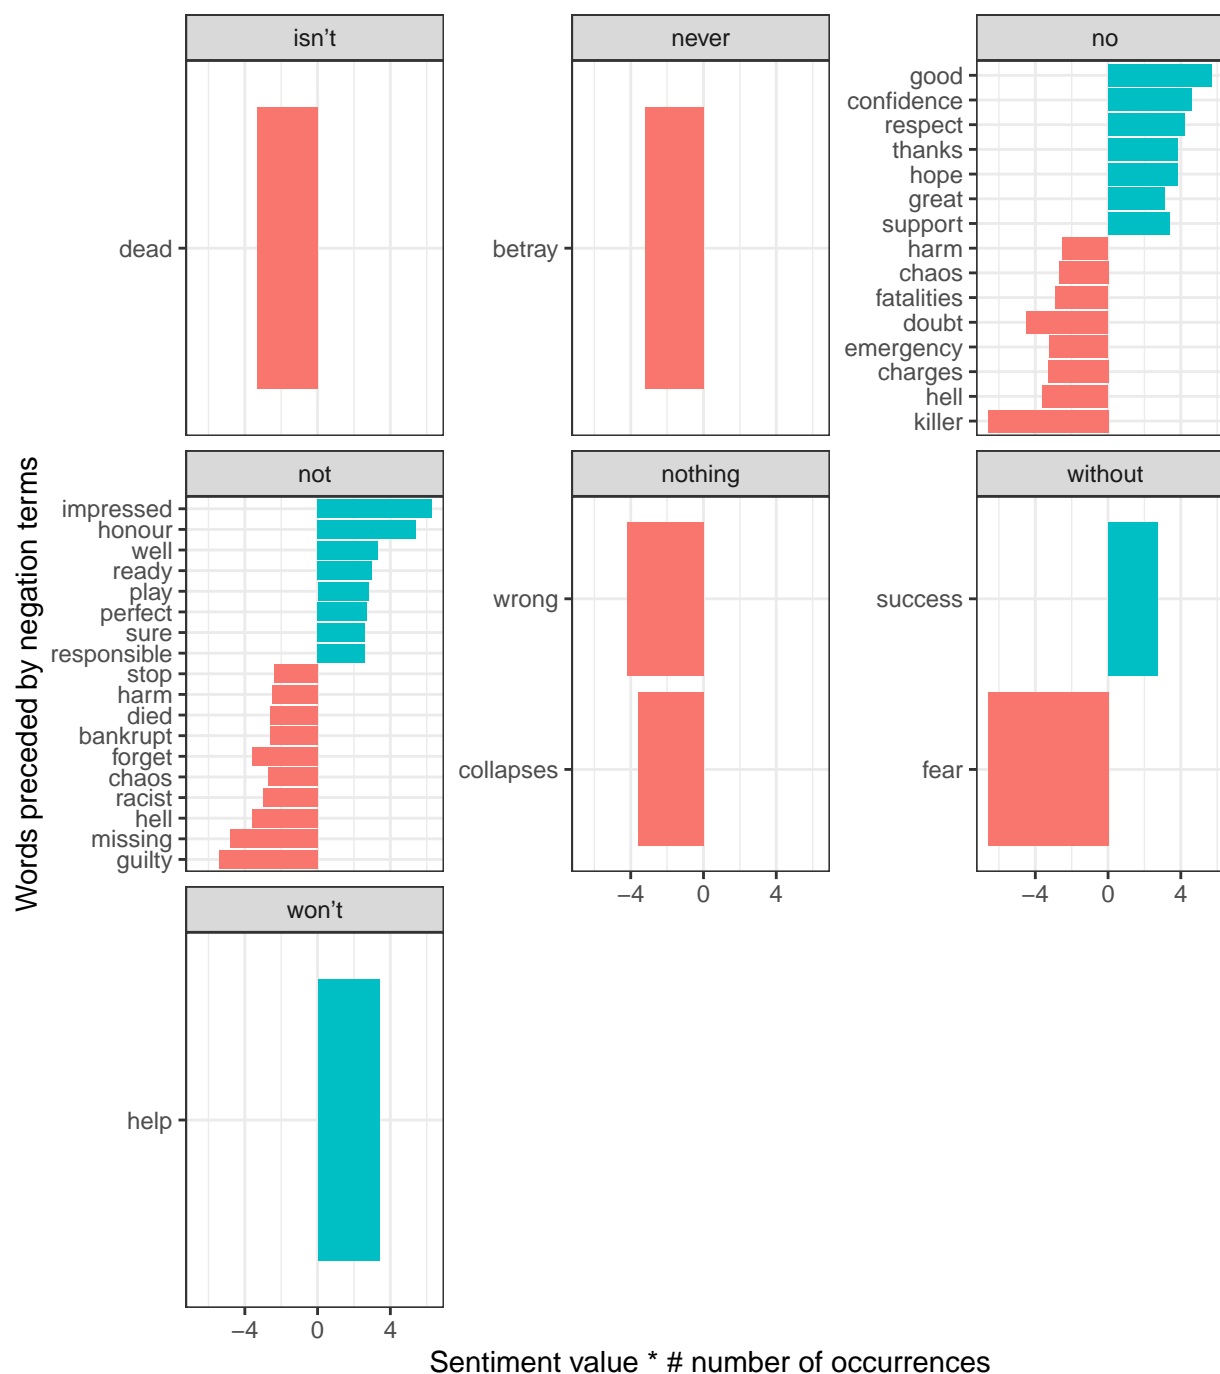 isn't
never
no
dead
betray
good
confidence
respect
thanks
hope
great
support
harm
chaos
fatalities
doubt
emergency
charges
hell
killer
not
nothing
without
impressed
honour
well
ready
play
perfect
sure
responsible
stop
harm
died
bankrupt
forget
chaos
racist
hell
missing
guilty
wrong
collapses
−4 0 4
success
fear
−4 0 4
won't
help
−4 0 4
Words preceded by negation terms
Sentiment value * # number of occurrences